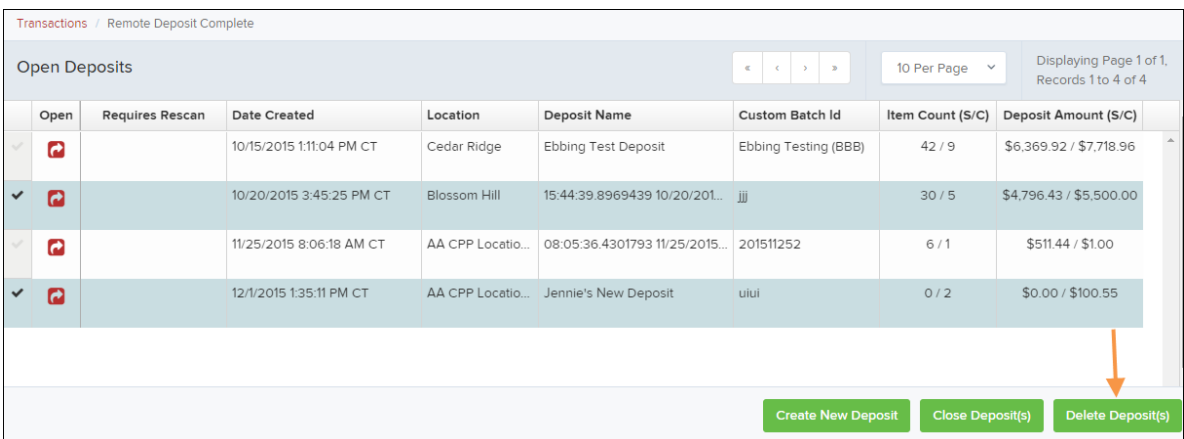 Transactions / Remote Deposit Complete
Open Deposits
« ‹ › »
10 Per Page
Displaying Page 1 of 1,
Records 1 to 4 of 4
Open Requires Rescan Date Created Location Deposit Name Custom Batch Id Item Count (S/C) Deposit Amount (S/C)
10/15/2015 1:11:04 PM CT Cedar Ridge Ebbing Test Deposit Ebbing Testing (BBB) 42 / 9 $6,369.92 / $7,718.96
10/20/2015 3:45:25 PM CT Blossom Hill 15:44:39.8969439 10/20/201... jjj 30 / 5 $4,796.43 / $5,500.00
11/25/2015 8:06:18 AM CT AA CPP Locatio... 08:05:36.4301793 11/25/2015... 201511252 6 / 1 $511.44 / $1.00
12/1/2015 1:35:11 PM CT AA CPP Locatio... Jennie's New Deposit uiui 0 / 2 $0.00 / $100.55
Create New Deposit Close Deposit(s) Delete Deposit(s)